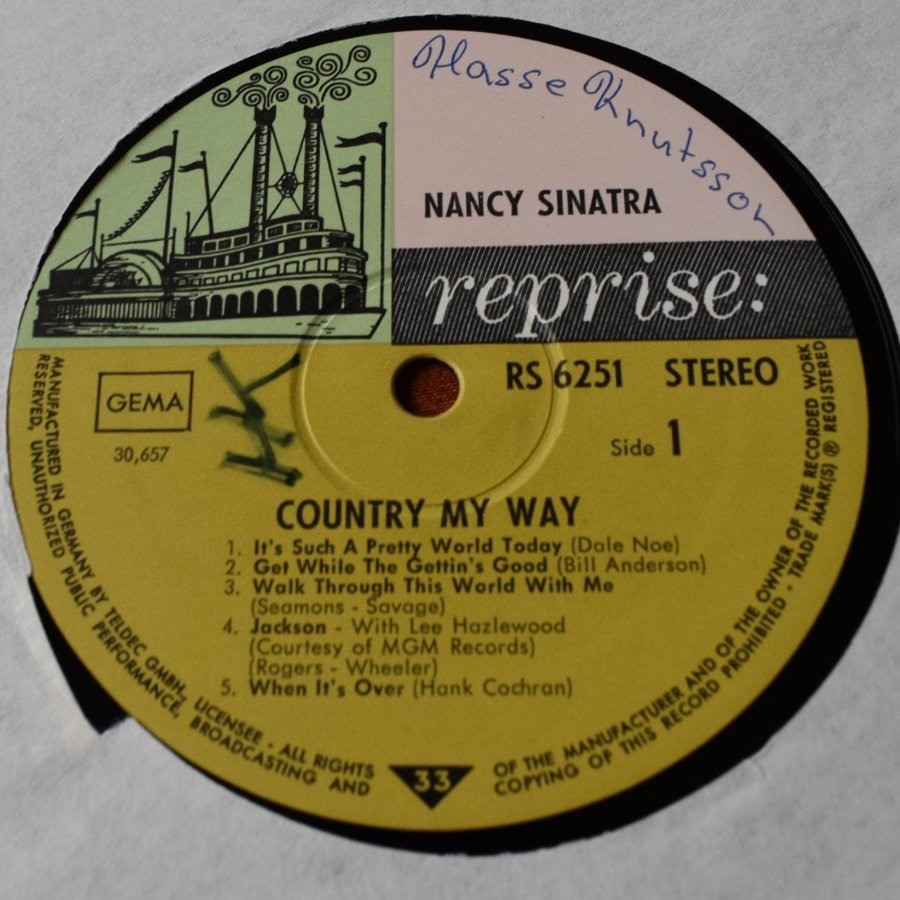 Hasse Knutsson
NANCY SINATRA
reprise:
RS 6251 STEREO
GEMA
30,657
HK
Side 1
COUNTRY MY WAY
1. It's Such A Pretty World Today (Dale Noe)
2. Get While The Gettin's Good (Bill Anderson)
3. Walk Through This World With Me
(Seamons - Savage)
4. Jackson - With Lee Hazlewood
(Courtesy of MGM Records)
(Rogers - Wheeler)
5. When It's Over (Hank Cochran)
33
MANUFACTURED IN GERMANY BY TELDEC GMBH., LICENSEE - ALL RIGHTS
RESERVED, UNAUTHORIZED PUBLIC PERFORMANCE, BROADCASTING AND
OF THE MANUFACTURER AND OF THE OWNER OF THE RECORDED WORK
COPYING OF THIS RECORD PROHIBITED - TRADE MARK(S) ® REGISTERED